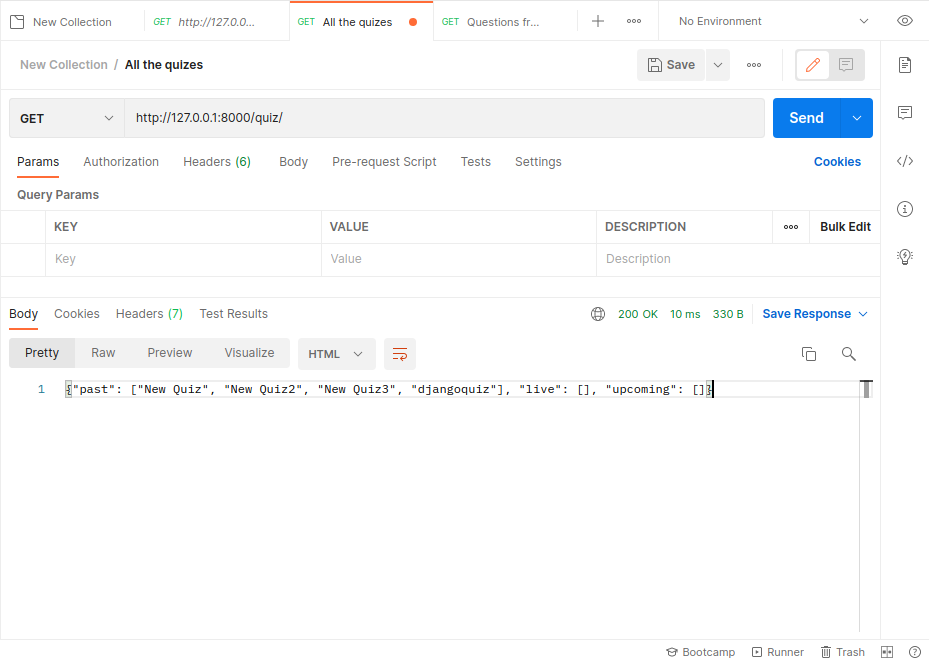 New Collection GET http://127.0.0... GET All the quizes GET Questions fr... No Environment
New Collection / All the quizes Save
GET http://127.0.0.1:8000/quiz/ Send
Params Authorization Headers (6) Body Pre-request Script Tests Settings Cookies
Query Params
KEY VALUE DESCRIPTION Bulk Edit
Key Value Description
Body Cookies Headers (7) Test Results 200 OK 10 ms 330 B Save Response
Pretty Raw Preview Visualize HTML
1 {"past": ["New Quiz", "New Quiz2", "New Quiz3", "djangoquiz"], "live": [], "upcoming": []}
Bootcamp Runner Trash